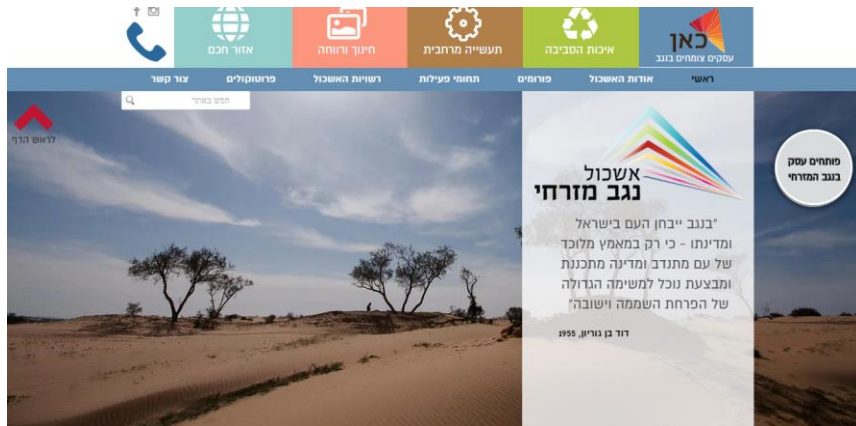 כאן
עסקים צומחים בנגב
איכות הסביבה
תעשייה מרחבית
חינוך ורווחה
אזור חכם
ראשי
אודות האשכול
פורומים
תחומי פעילות
רשויות האשכול
פרוטוקולים
צור קשר
חפש באתר
לראש הדף
פותחים עסק
בנגב המזרחי
אשכול
נגב מזרחי
"בנגב ייבחן העם בישראל
ומדינתו - כי רק במאמץ מלוכד
של עם מתנדב ומדינה מתכננת
ומבצעת נוכל למשימה הגדולה
של הפרחת השממה וישובה"
דוד בן גוריון, 1955